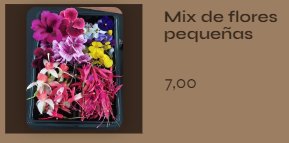 Mix de flores
pequeñas
7,00